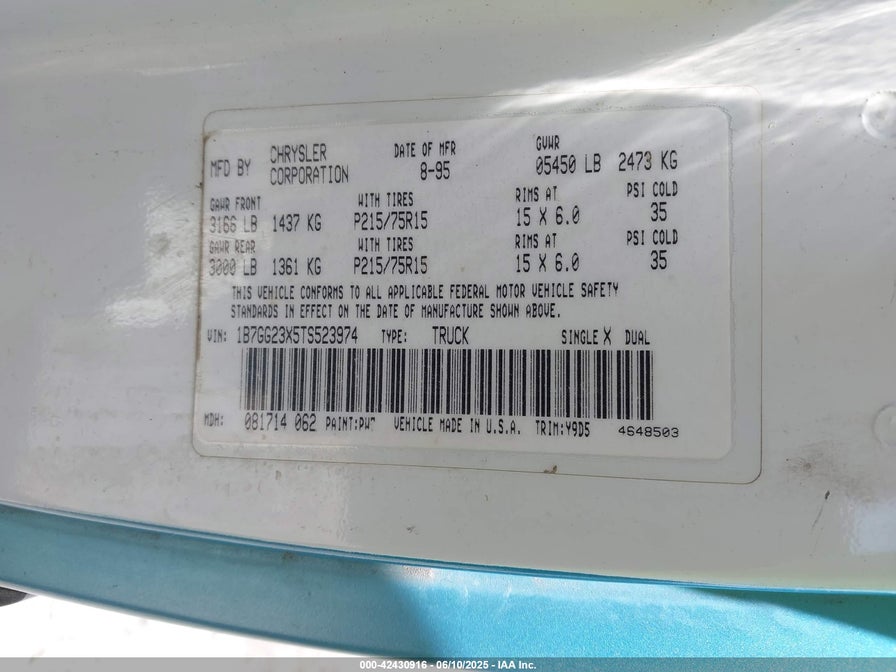 MFD BY CHRYSLER CORPORATION DATE OF MFR 8-95 GVWR 05450 LB 2473 KG
GAWR FRONT WITH TIRES RIMS AT PSI COLD
3166 LB 1437 KG P215/75R15 15 X 6.0 35
GAWR REAR WITH TIRES RIMS AT PSI COLD
3000 LB 1361 KG P215/75R15 15 X 6.0 35
THIS VEHICLE CONFORMS TO ALL APPLICABLE FEDERAL MOTOR VEHICLE SAFETY
STANDARDS IN EFFECT ON THE DATE OF MANUFACTURE SHOWN ABOVE.
VIN: 1B7GG23X5TS523974 TYPE: TRUCK SINGLE X DUAL
MDH: 081714 062 PAINT:PW7 VEHICLE MADE IN U.S.A. TRIM:Y9D5 4648503
000-42430916 - 06/10/2025 - IAA Inc.